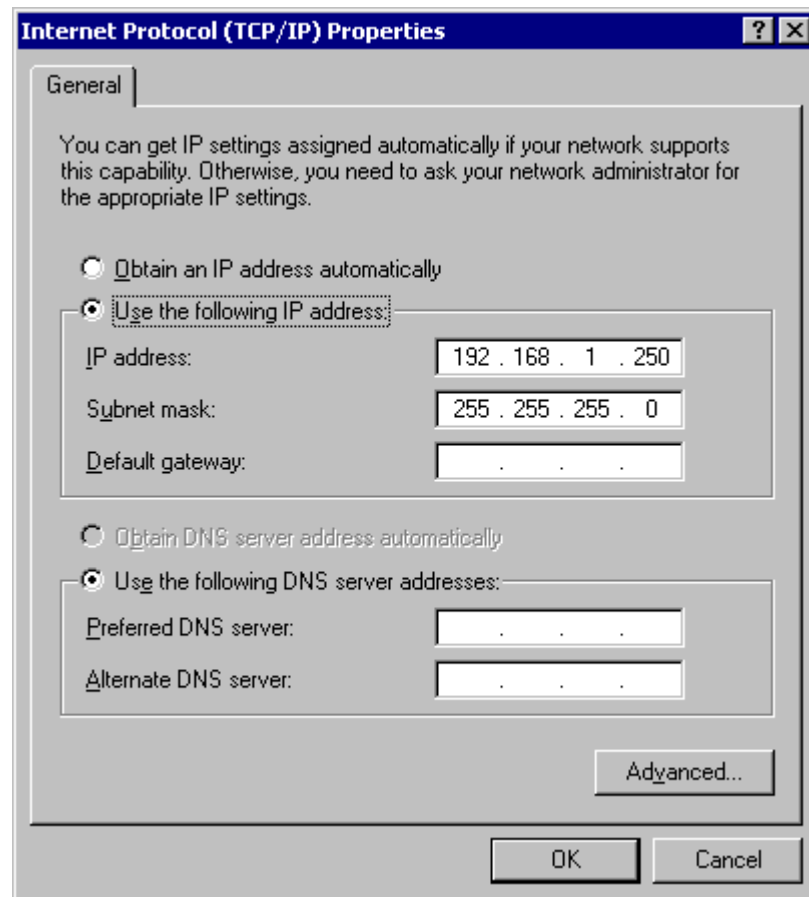 Internet Protocol (TCP/IP) Properties
General
You can get IP settings assigned automatically if your network supports
this capability. Otherwise, you need to ask your network administrator for
the appropriate IP settings.
Obtain an IP address automatically
Use the following IP address:
IP address: 192 . 168 . 1 . 250
Subnet mask: 255 . 255 . 255 . 0
Default gateway: . . .
Obtain DNS server address automatically
Use the following DNS server addresses:
Preferred DNS server: . . .
Alternate DNS server: . . .
Advanced...
OK Cancel